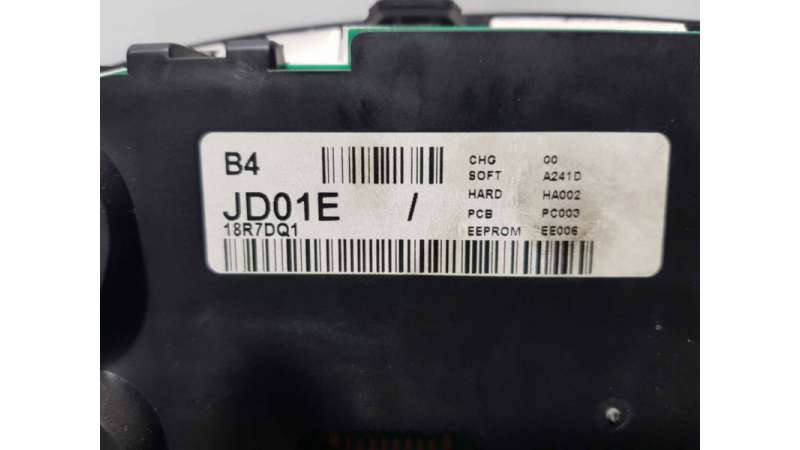 B4
JD01E /
18R7DQ1
CHG 00
SOFT A241D
HARD HA002
PCB PC003
EEPROM EE006